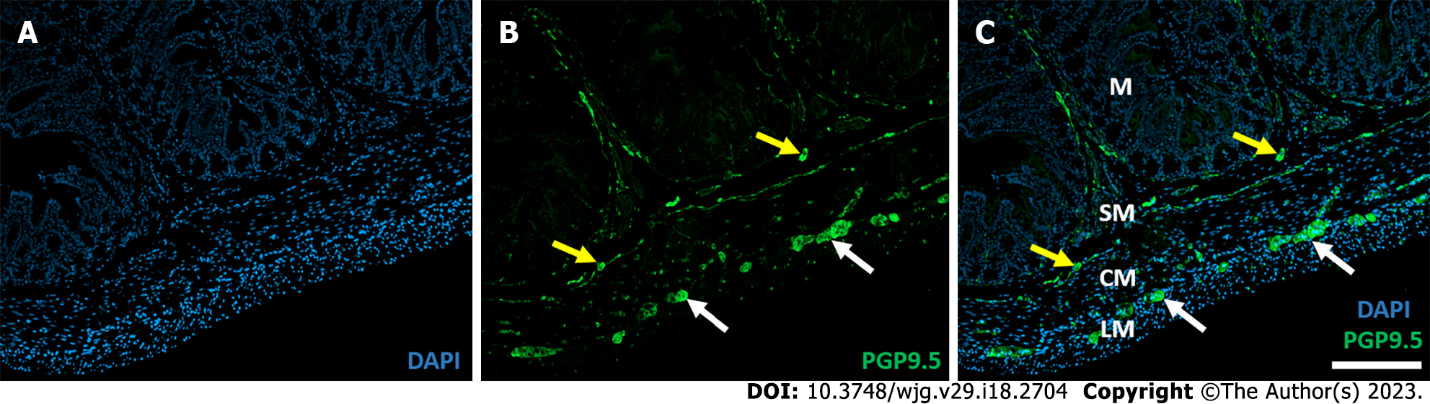 A
B
C
M
SM
CM
LM
DAPI
PGP9.5
DAPI
PGP9.5
DOI: 10.3748/wjg.v29.i18.2704 Copyright ©The Author(s) 2023.